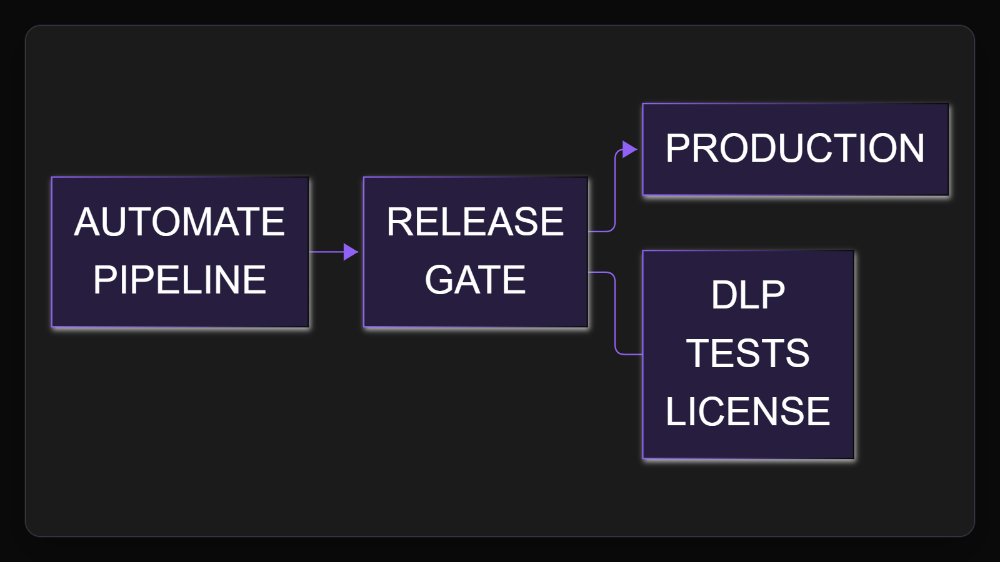 AUTOMATE
PIPELINE
RELEASE
GATE
PRODUCTION
DLP
TESTS
LICENSE